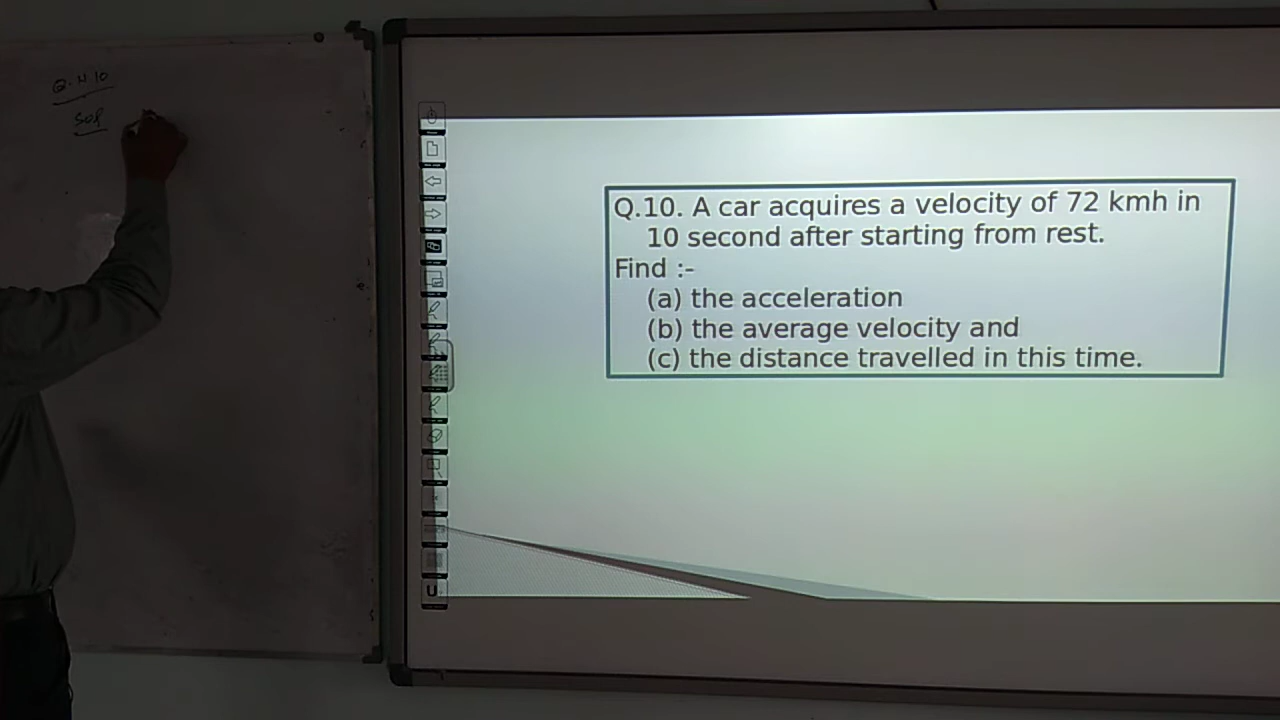 Q.N 10
Sol
Q.10. A car acquires a velocity of 72 kmh in
10 second after starting from rest.
Find :-
(a) the acceleration
(b) the average velocity and
(c) the distance travelled in this time.